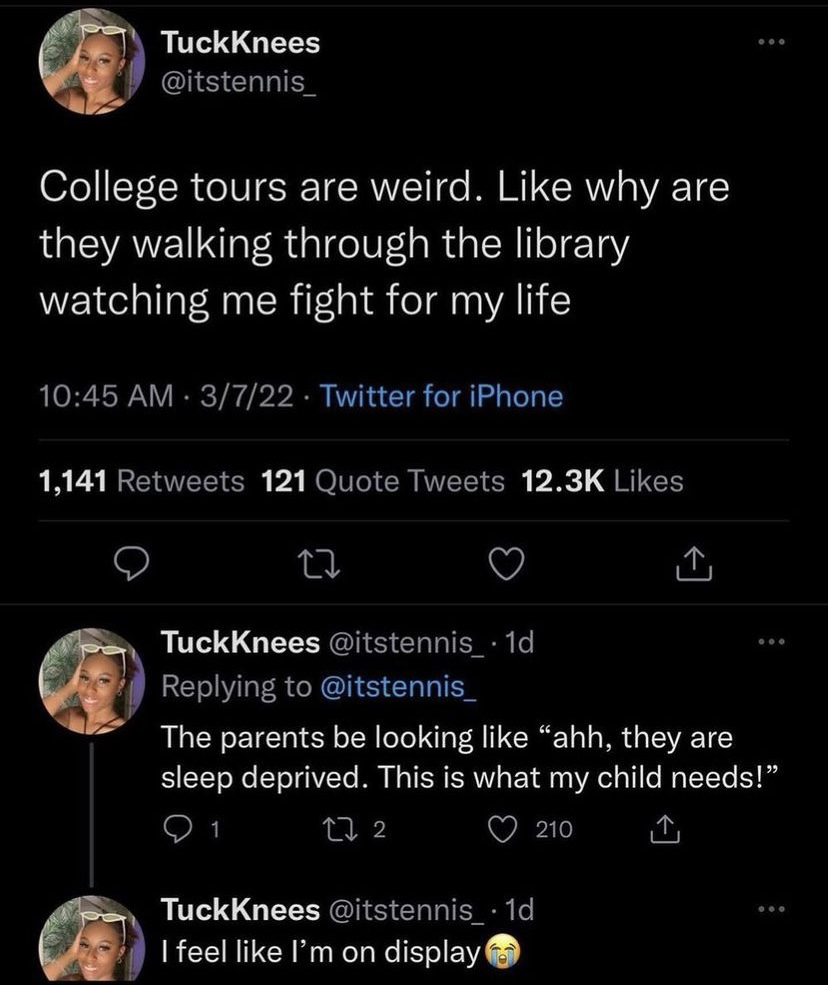 TuckKnees
@itstennis_
College tours are weird. Like why are
they walking through the library
watching me fight for my life
10:45 AM · 3/7/22 · Twitter for iPhone
1,141 Retweets 121 Quote Tweets 12.3K Likes
TuckKnees @itstennis_ · 1d
Replying to @itstennis_
The parents be looking like “ahh, they are
sleep deprived. This is what my child needs!”
1 2 210
TuckKnees @itstennis_ · 1d
I feel like I’m on display😭